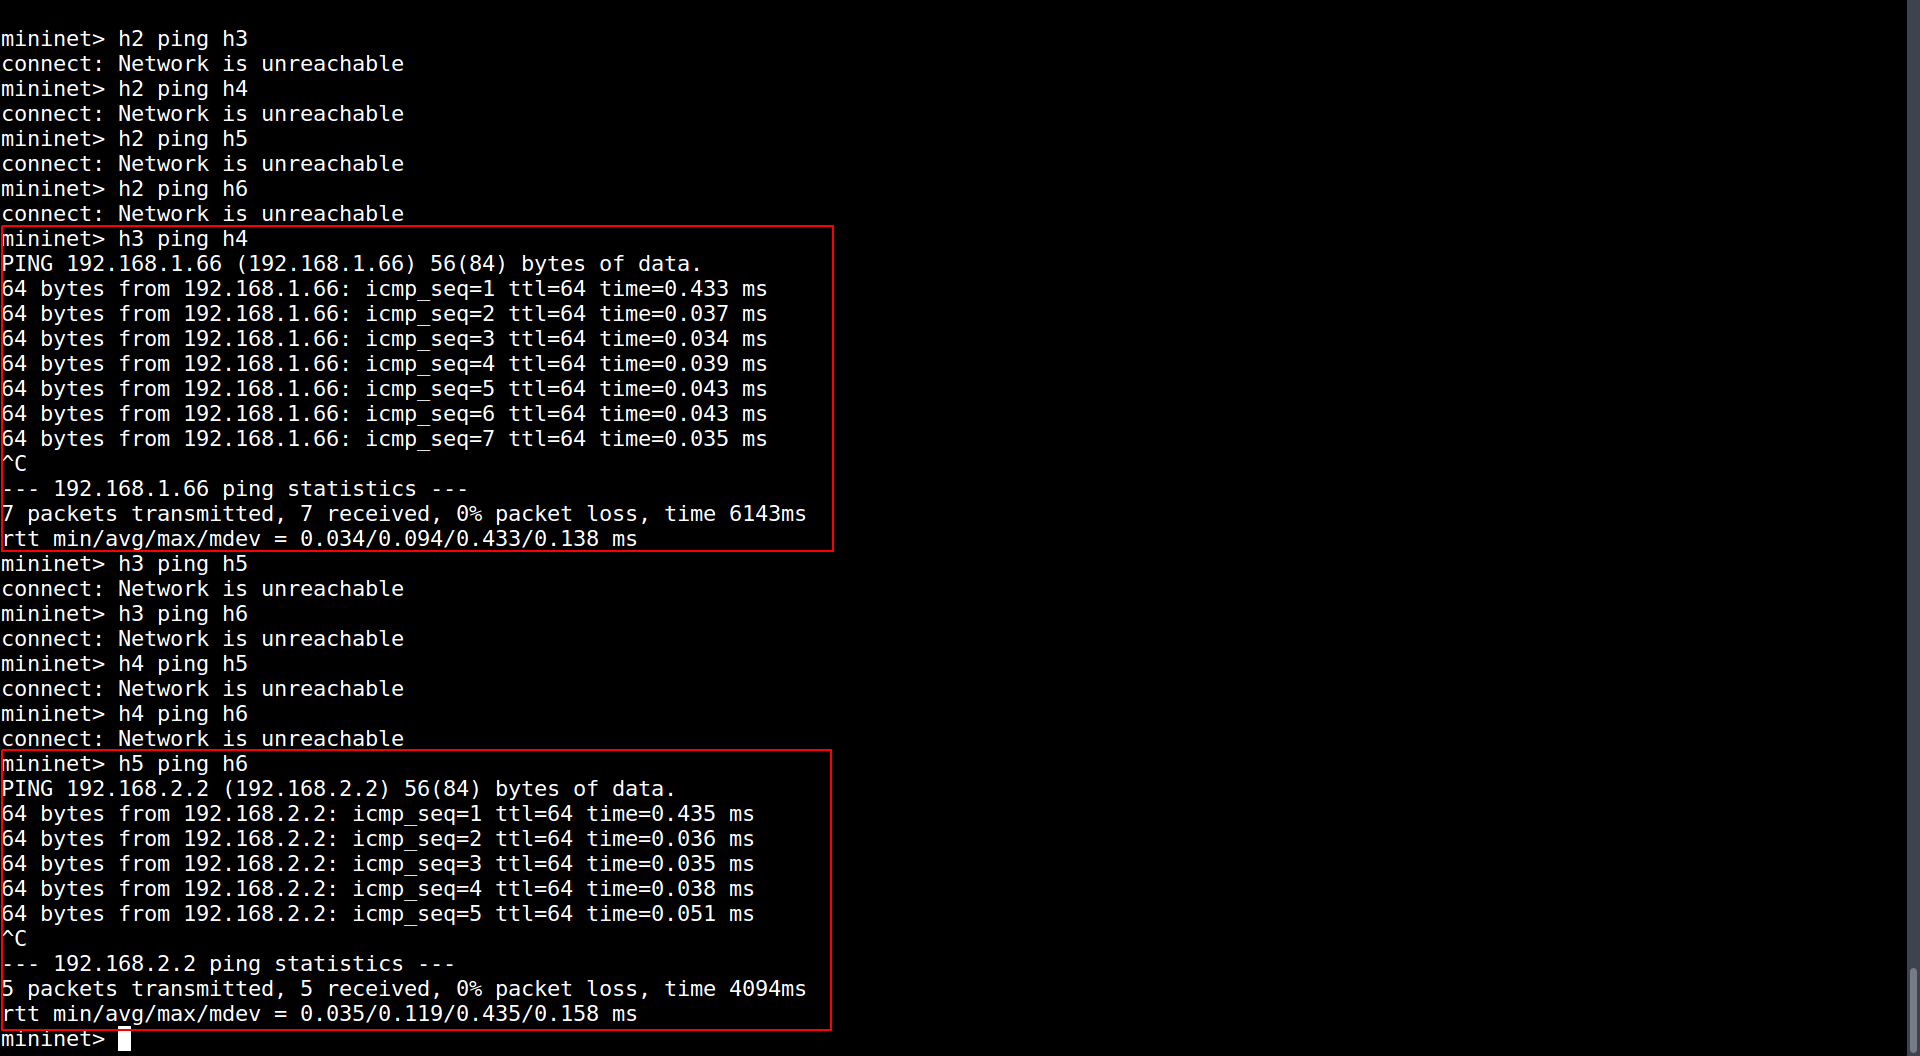 mininet> h2 ping h3
connect: Network is unreachable
mininet> h2 ping h4
connect: Network is unreachable
mininet> h2 ping h5
connect: Network is unreachable
mininet> h2 ping h6
connect: Network is unreachable
mininet> h3 ping h4
PING 192.168.1.66 (192.168.1.66) 56(84) bytes of data.
64 bytes from 192.168.1.66: icmp_seq=1 ttl=64 time=0.433 ms
64 bytes from 192.168.1.66: icmp_seq=2 ttl=64 time=0.037 ms
64 bytes from 192.168.1.66: icmp_seq=3 ttl=64 time=0.034 ms
64 bytes from 192.168.1.66: icmp_seq=4 ttl=64 time=0.039 ms
64 bytes from 192.168.1.66: icmp_seq=5 ttl=64 time=0.043 ms
64 bytes from 192.168.1.66: icmp_seq=6 ttl=64 time=0.043 ms
64 bytes from 192.168.1.66: icmp_seq=7 ttl=64 time=0.035 ms
^C
--- 192.168.1.66 ping statistics ---
7 packets transmitted, 7 received, 0% packet loss, time 6143ms
rtt min/avg/max/mdev = 0.034/0.094/0.433/0.138 ms
mininet> h3 ping h5
connect: Network is unreachable
mininet> h3 ping h6
connect: Network is unreachable
mininet> h4 ping h5
connect: Network is unreachable
mininet> h4 ping h6
connect: Network is unreachable
mininet> h5 ping h6
PING 192.168.2.2 (192.168.2.2) 56(84) bytes of data.
64 bytes from 192.168.2.2: icmp_seq=1 ttl=64 time=0.435 ms
64 bytes from 192.168.2.2: icmp_seq=2 ttl=64 time=0.036 ms
64 bytes from 192.168.2.2: icmp_seq=3 ttl=64 time=0.035 ms
64 bytes from 192.168.2.2: icmp_seq=4 ttl=64 time=0.038 ms
64 bytes from 192.168.2.2: icmp_seq=5 ttl=64 time=0.051 ms
^C
--- 192.168.2.2 ping statistics ---
5 packets transmitted, 5 received, 0% packet loss, time 4094ms
rtt min/avg/max/mdev = 0.035/0.119/0.435/0.158 ms
mininet>